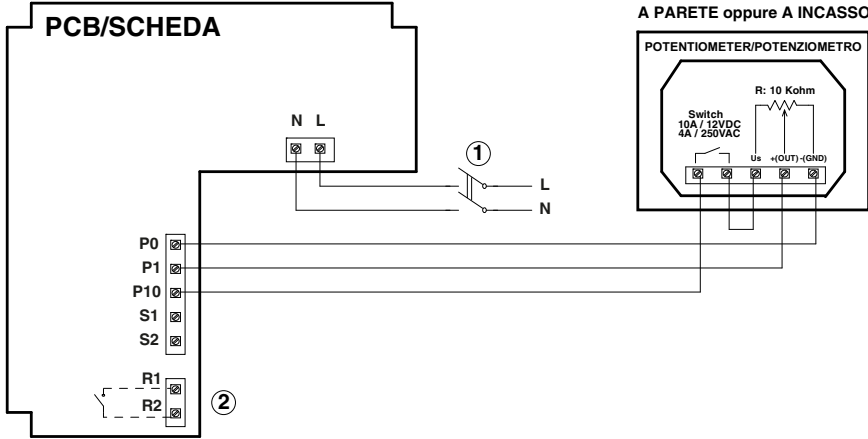 PCB/SCHEDA
A PARETE oppure A INCASSO
POTENTIOMETER/POTENZIOMETRO
R: 10 Kohm
Switch
10A / 12VDC
4A / 250VAC
Us +(OUT) -(GND)
N L
1
L
N
P0
P1
P10
S1
S2
R1
R2
2